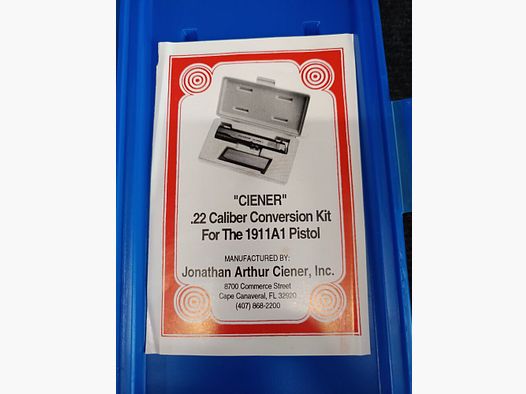 "CIENER"
.22 Caliber Conversion Kit
For The 1911A1 Pistol
MANUFACTURED BY:
Jonathan Arthur Ciener, Inc.
8700 Commerce Street
Cape Canaveral, FL 32920
(407) 868-2200